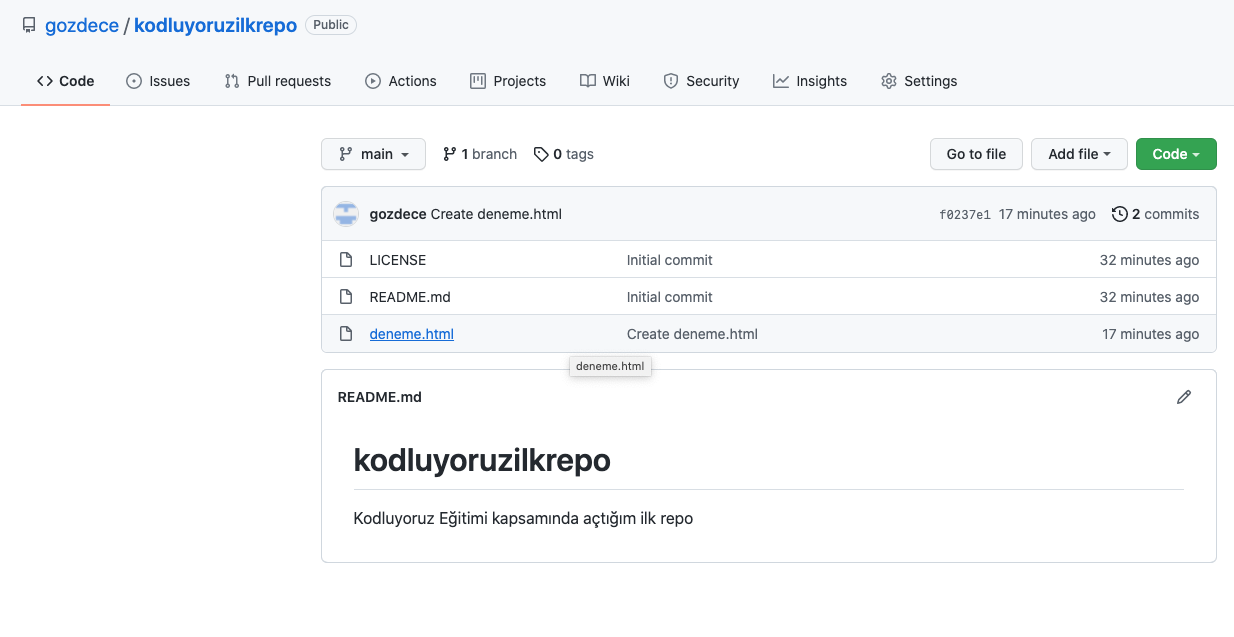 gozdece / kodluyoruzilkrepo Public
Code Issues Pull requests Actions Projects Wiki Security Insights Settings
main 1 branch 0 tags Go to file Add file Code
gozdece Create deneme.html f0237e1 17 minutes ago 2 commits
LICENSE Initial commit 32 minutes ago
README.md Initial commit 32 minutes ago
deneme.html Create deneme.html 17 minutes ago
deneme.html
README.md
kodluyoruzilkrepo
Kodluyoruz Eğitimi kapsamında açtığım ilk repo